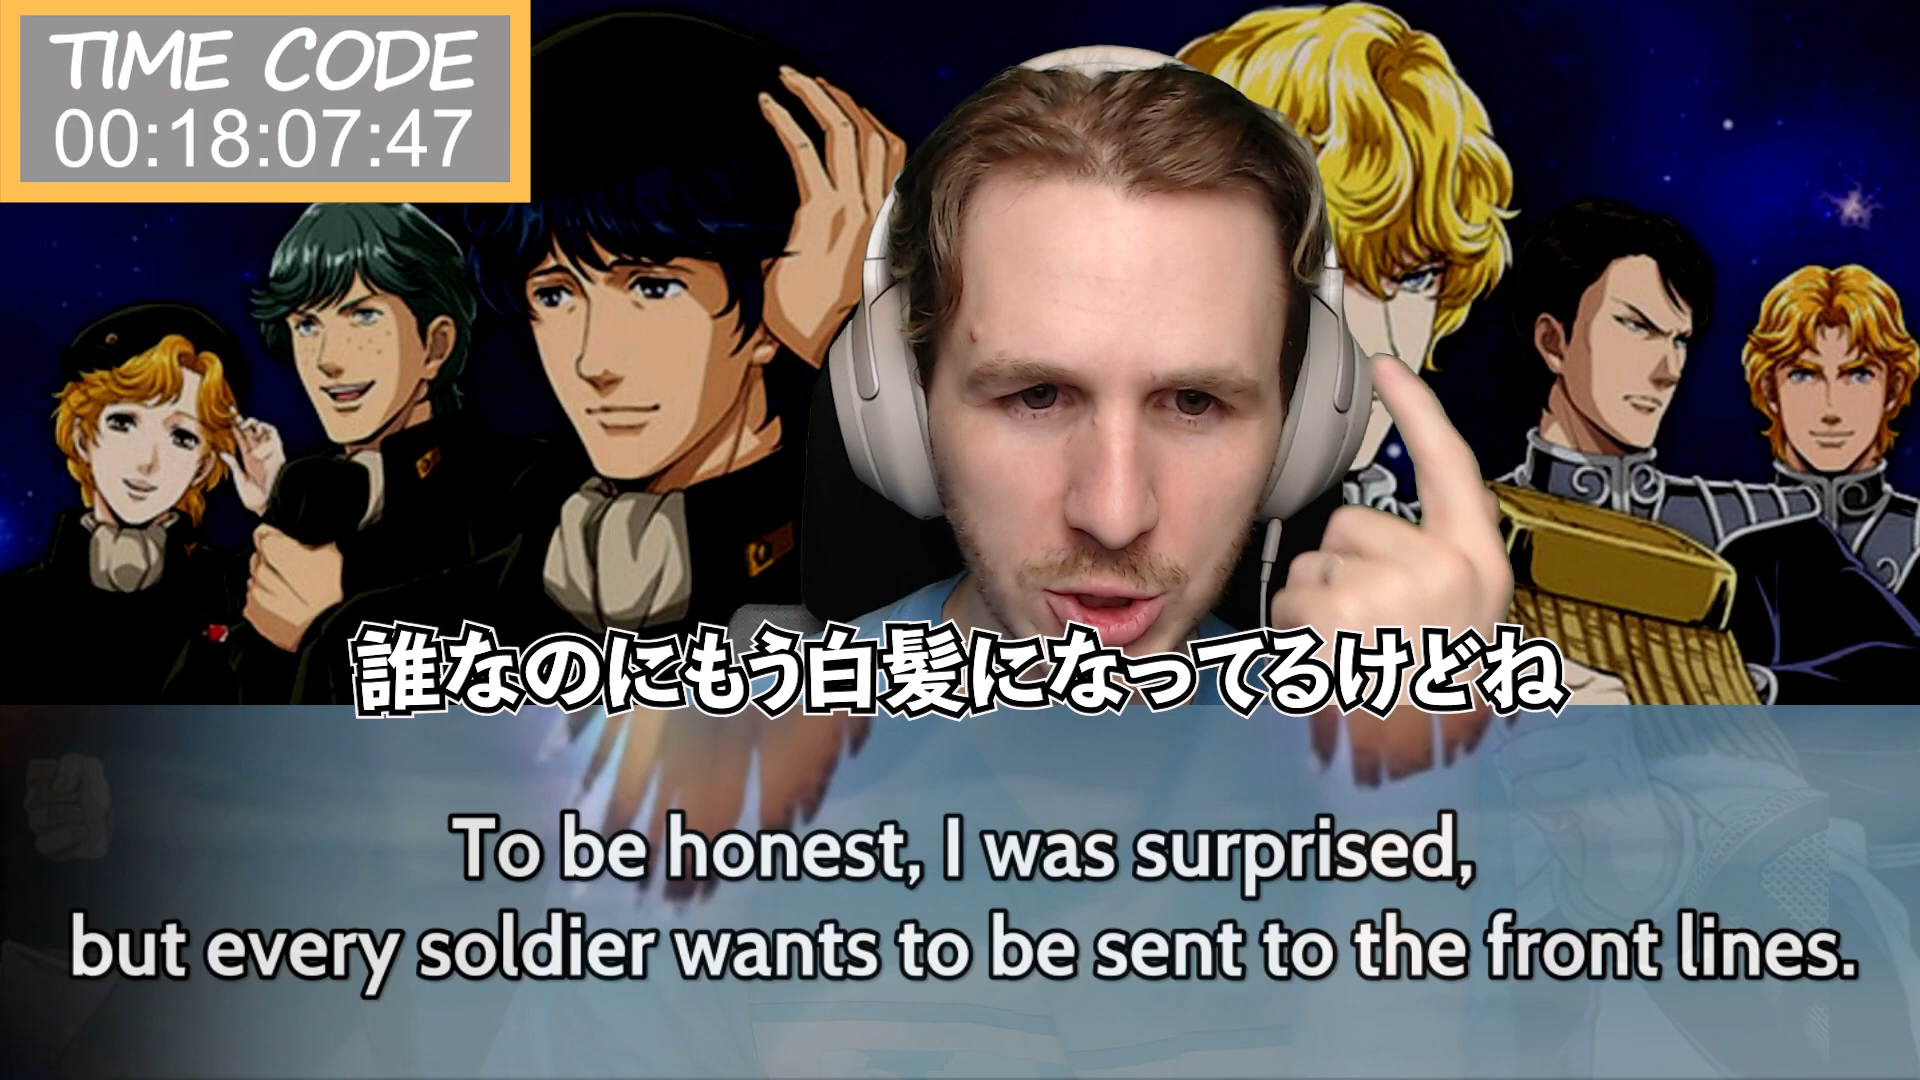 TIME CODE
00:18:07:47
誰なのにもう白髪になってるけどね
To be honest, I was surprised,
but every soldier wants to be sent to the front lines.